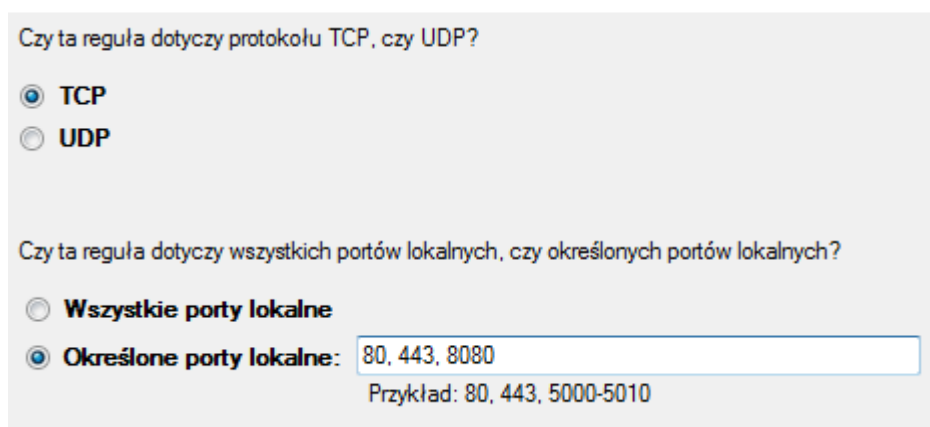 Czy ta reguła dotyczy protokołu TCP, czy UDP?
TCP
UDP
Czy ta reguła dotyczy wszystkich portów lokalnych, czy określonych portów lokalnych?
Wszystkie porty lokalne
Określone porty lokalne: 80, 443, 8080
Przykład: 80, 443, 5000-5010